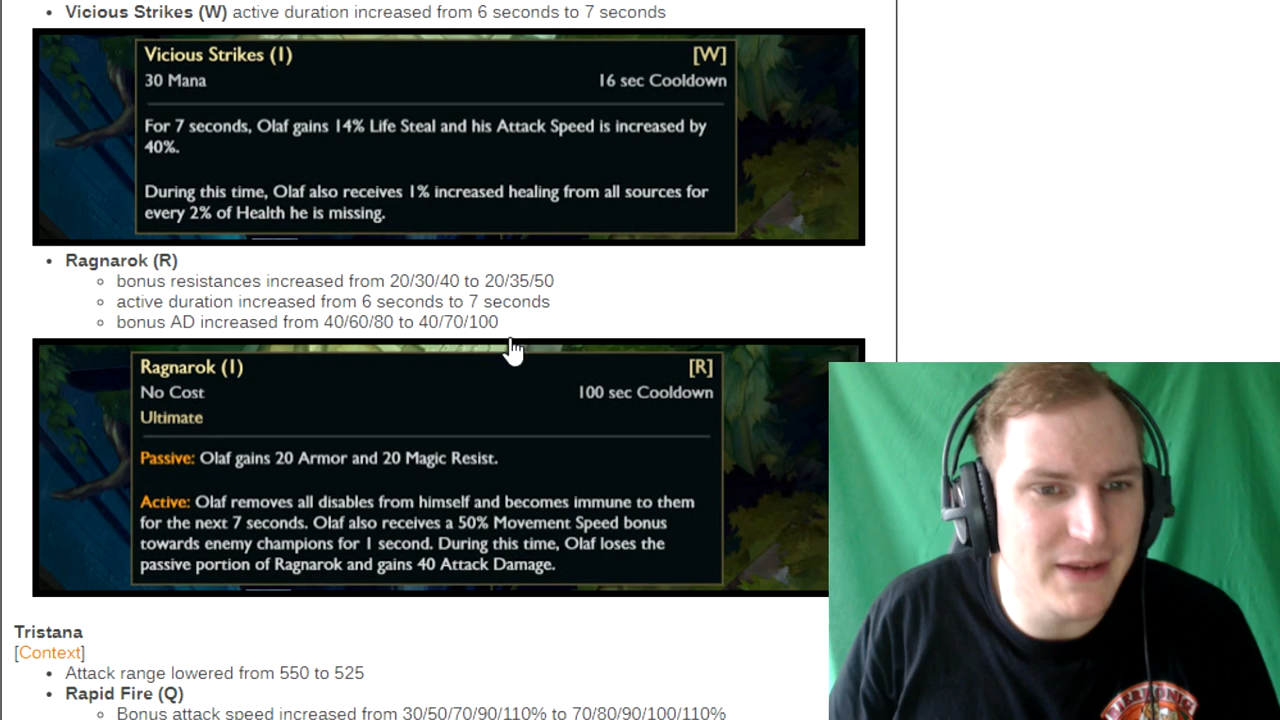 • Vicious Strikes (W) active duration increased from 6 seconds to 7 seconds
Vicious Strikes (1) [W]
30 Mana 16 sec Cooldown
For 7 seconds, Olaf gains 14% Life Steal and his Attack Speed is increased by
40%.
During this time, Olaf also receives 1% increased healing from all sources for
every 2% of Health he is missing.
• Ragnarok (R)
○ bonus resistances increased from 20/30/40 to 20/35/50
○ active duration increased from 6 seconds to 7 seconds
○ bonus AD increased from 40/60/80 to 40/70/100
Ragnarok (1) [R]
No Cost 100 sec Cooldown
Ultimate
Passive: Olaf gains 20 Armor and 20 Magic Resist.
Active: Olaf removes all disables from himself and becomes immune to them
for the next 7 seconds. Olaf also receives a 50% Movement Speed bonus
towards enemy champions for 1 second. During this time, Olaf loses the
passive portion of Ragnarok and gains 40 Attack Damage.
Tristana
[Context]
• Attack range lowered from 550 to 525
• Rapid Fire (Q)
○ Bonus attack speed increased from 30/50/70/90/110% to 70/80/90/100/110%